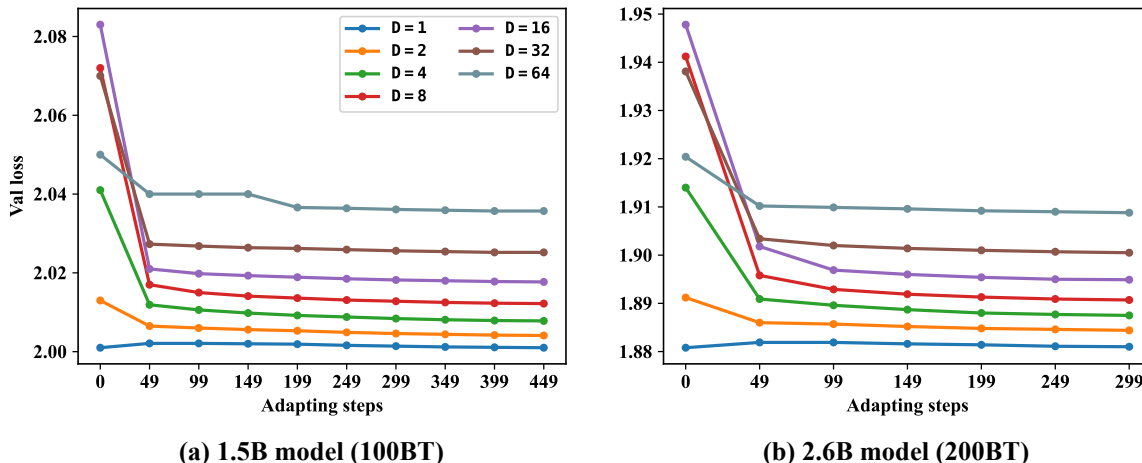 2.08
2.06
2.04
2.02
2.00
Val loss
D = 1
D = 2
D = 4
D = 8
D = 16
D = 32
D = 64
0 49 99 149 199 249 299 349 399 449
Adapting steps
(a) 1.5B model (100BT)
1.95
1.94
1.93
1.92
1.91
1.90
1.89
1.88
0 49 99 149 199 249 299
Adapting steps
(b) 2.6B model (200BT)